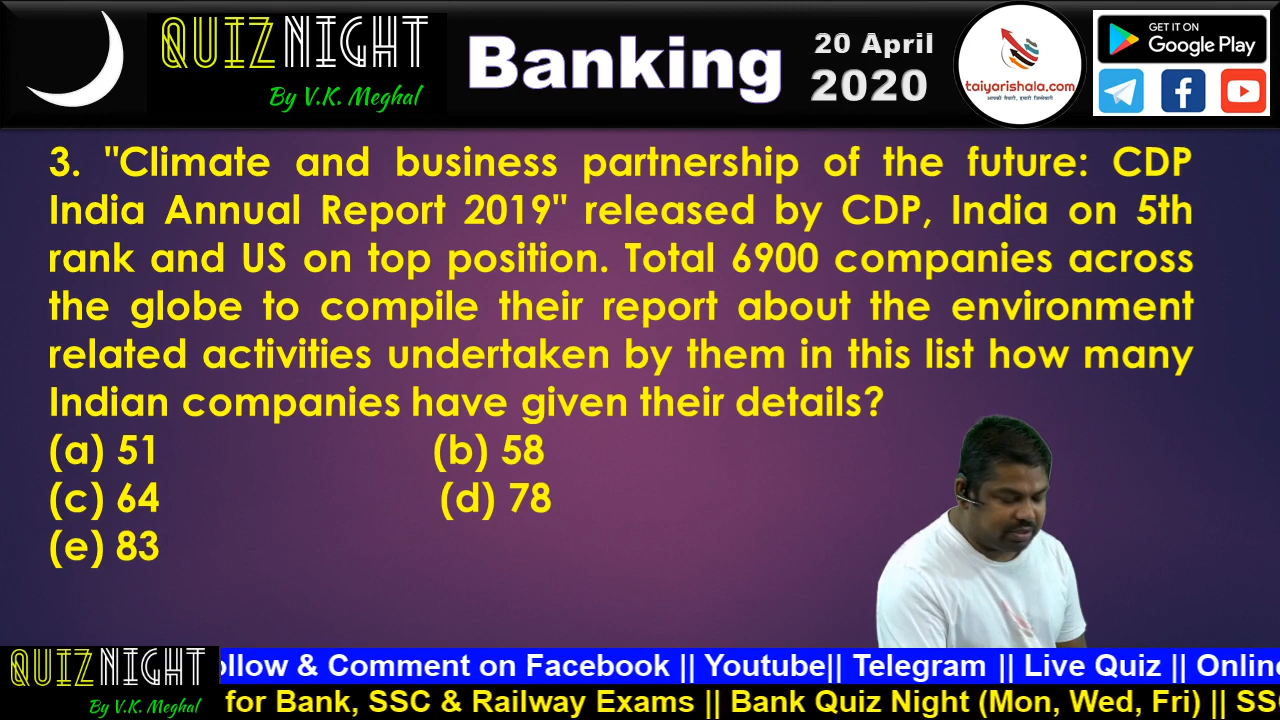 QUIZ NIGHT
By V.K. Meghal
Banking
20 April
2020
taiyarishala.com
आपकी तैयारी, हमारी जिम्मेदारी
GET IT ON
Google Play
3. "Climate and business partnership of the future: CDP
India Annual Report 2019" released by CDP, India on 5th
rank and US on top position. Total 6900 companies across
the globe to compile their report about the environment
related activities undertaken by them in this list how many
Indian companies have given their details?
(a) 51 (b) 58
(c) 64 (d) 78
(e) 83
QUIZ NIGHT
By V.K. Meghal
ollow & Comment on Facebook || Youtube|| Telegram || Live Quiz || Online
for Bank, SSC & Railway Exams || Bank Quiz Night (Mon, Wed, Fri) || SS